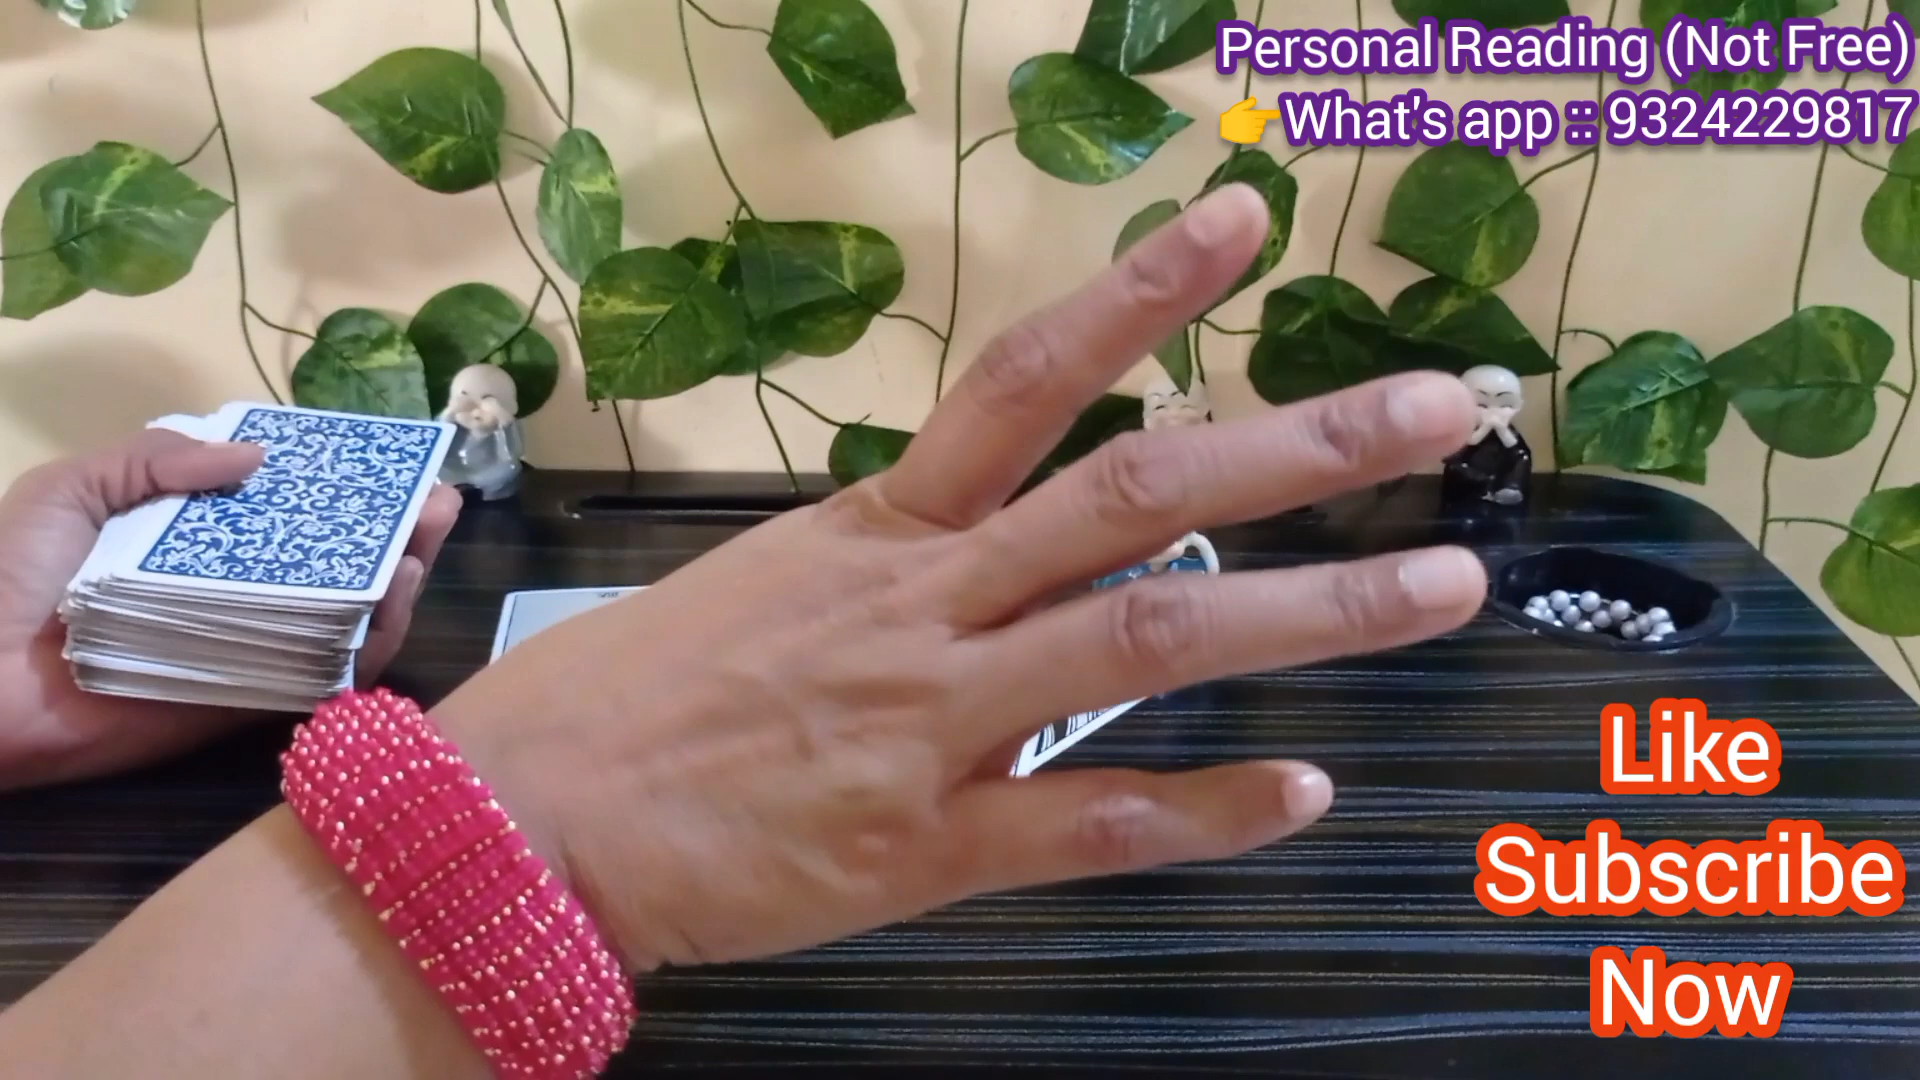 Personal Reading (Not Free)
👉What's app :: 9324229817
Like
Subscribe
Now